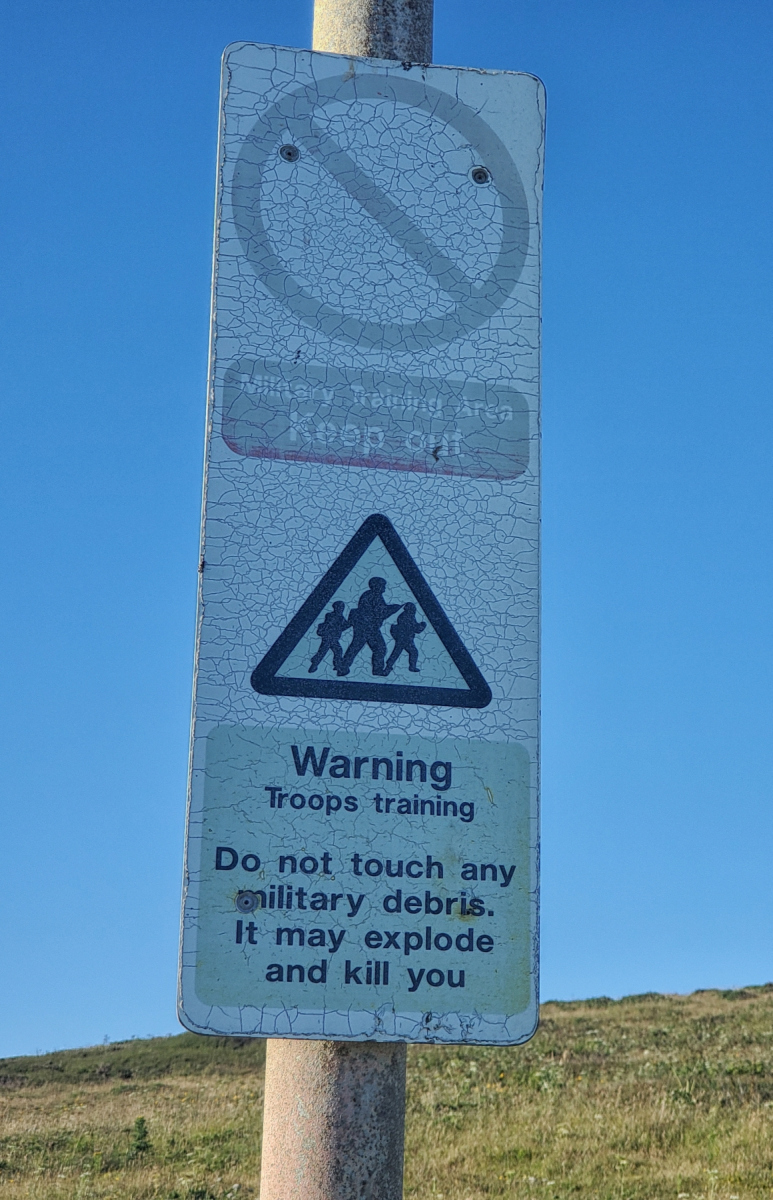 Military Training Area
Keep out
Warning
Troops training
Do not touch any
military debris.
It may explode
and kill you